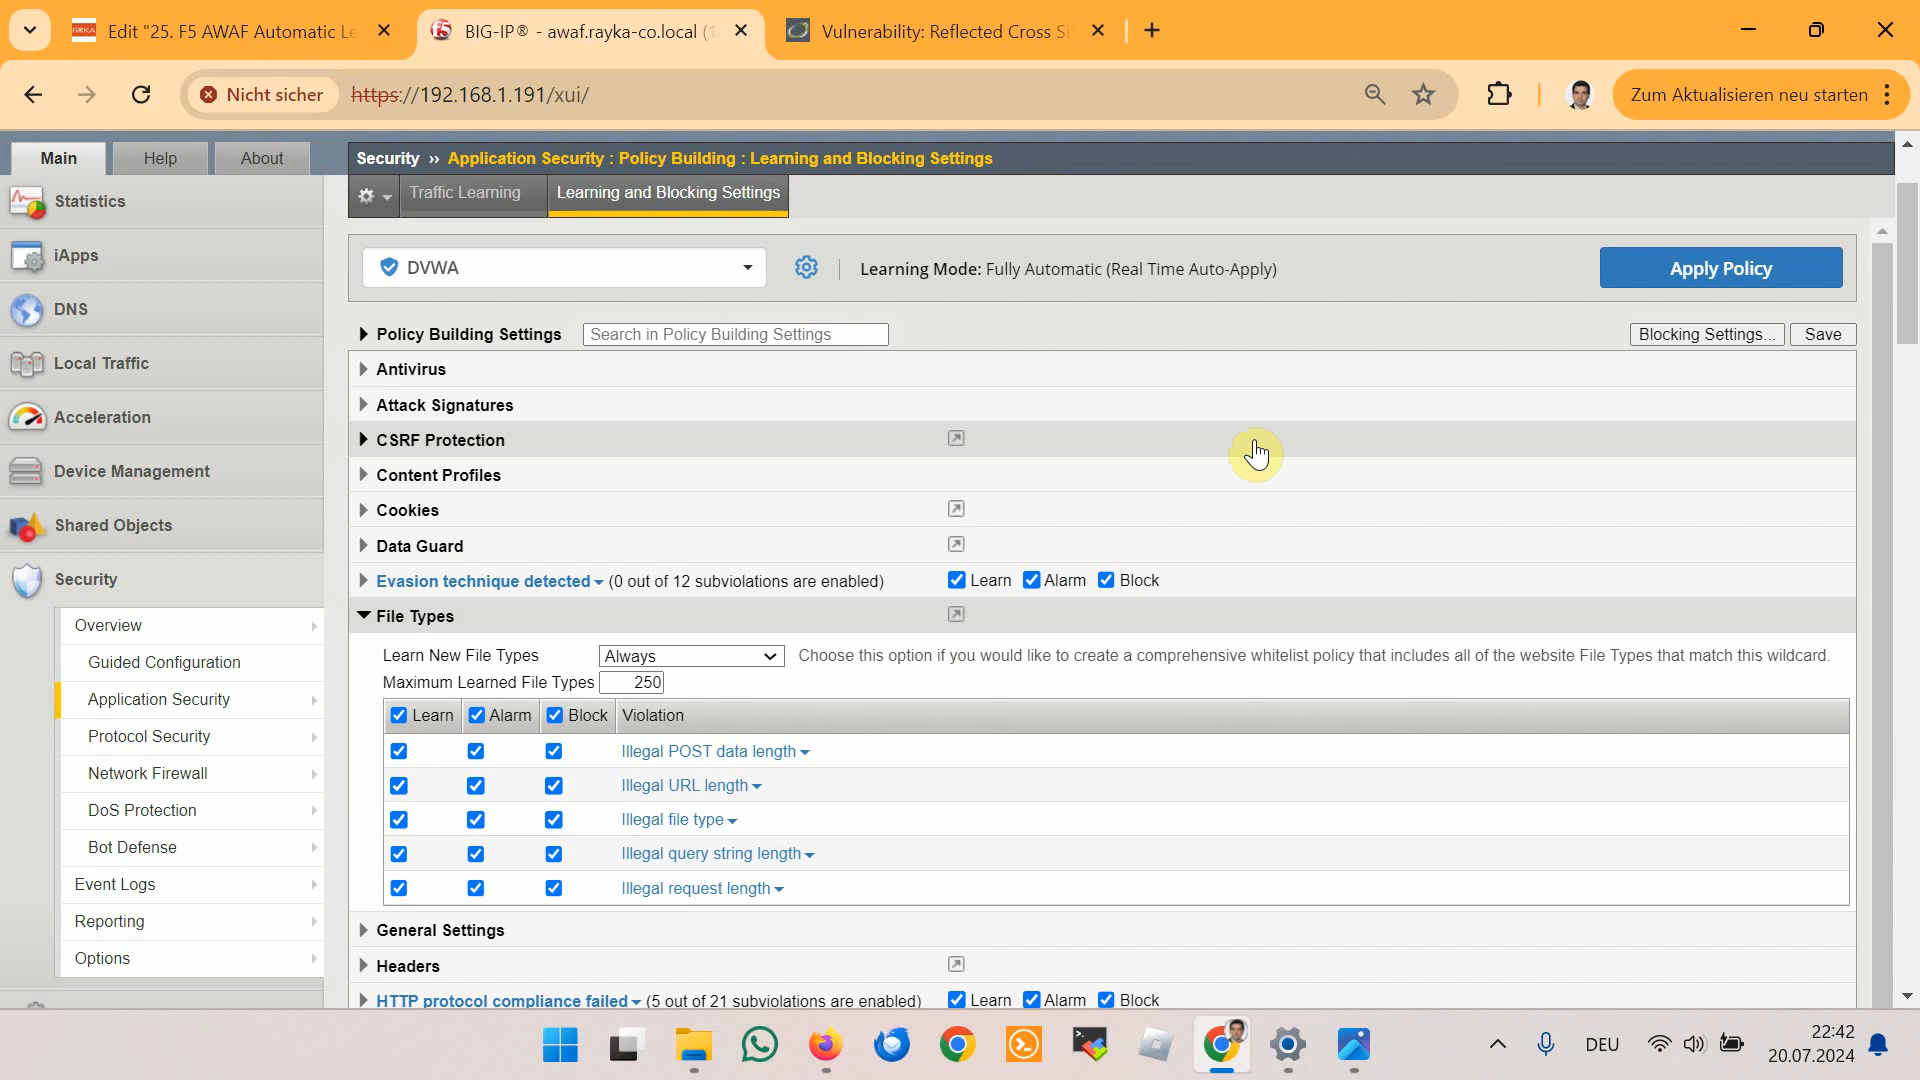 Edit "25. F5 AWAF Automatic Le
BIG-IP® - awaf.rayka-co.local (1
Vulnerability: Reflected Cross Si
Nicht sicher
https://192.168.1.191/xui/
Zum Aktualisieren neu starten
Main
Help
About
Security ›› Application Security : Policy Building : Learning and Blocking Settings
Traffic Learning
Learning and Blocking Settings
Statistics
iApps
DNS
Local Traffic
Acceleration
Device Management
Shared Objects
Security
Overview
Guided Configuration
Application Security
Protocol Security
Network Firewall
DoS Protection
Bot Defense
Event Logs
Reporting
Options
DVWA
Learning Mode: Fully Automatic (Real Time Auto-Apply)
Apply Policy
Policy Building Settings
Search in Policy Building Settings
Blocking Settings...
Save
Antivirus
Attack Signatures
CSRF Protection
Content Profiles
Cookies
Data Guard
Evasion technique detected (0 out of 12 subviolations are enabled) Learn Alarm Block
File Types
Learn New File Types Always Choose this option if you would like to create a comprehensive whitelist policy that includes all of the website File Types that match this wildcard.
Maximum Learned File Types 250
Learn Alarm Block Violation
Illegal POST data length
Illegal URL length
Illegal file type
Illegal query string length
Illegal request length
General Settings
Headers
HTTP protocol compliance failed (5 out of 21 subviolations are enabled) Learn Alarm Block
DEU
22:42
20.07.2024